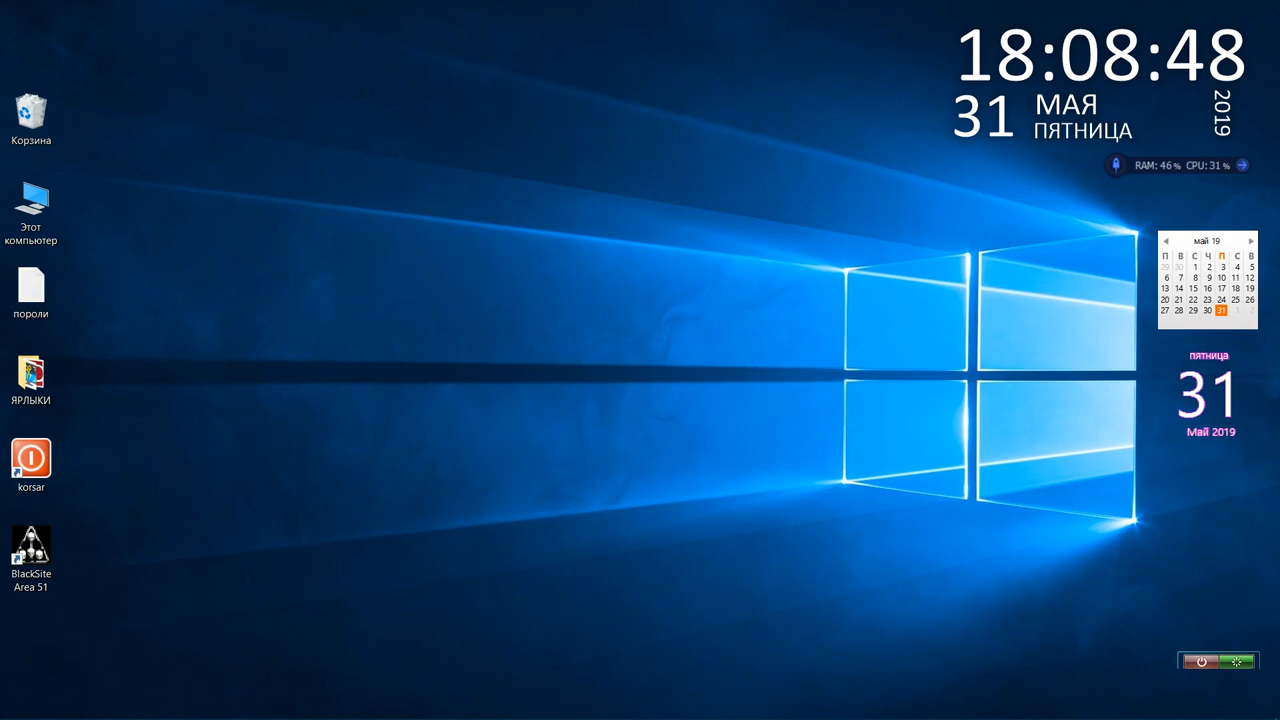 18:08:48
31
МАЯ
ПЯТНИЦА
2019
RAM: 46% CPU: 31%
Корзина
Этот
компьютер
пороли
ЯРЛЫКИ
korsar
BlackSite
Area 51
май 19
П В С Ч П С В
29 30 1 2 3 4 5
6 7 8 9 10 11 12
13 14 15 16 17 18 19
20 21 22 23 24 25 26
27 28 29 30 31 1 2
пятница
31
Май 2019